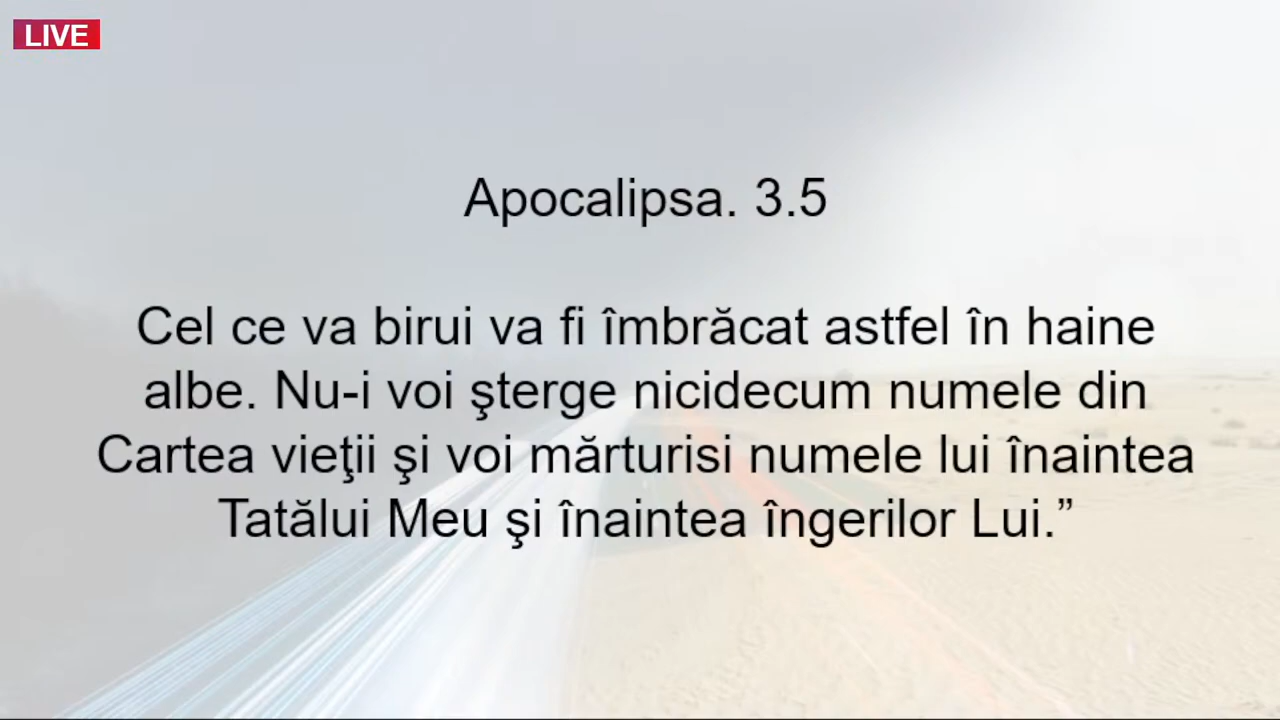 LIVE
Apocalipsa. 3.5
Cel ce va birui va fi îmbrăcat astfel în haine
albe. Nu-i voi şterge nicidecum numele din
Cartea vieţii şi voi mărturisi numele lui înaintea
Tatălui Meu şi înaintea îngerilor Lui.”